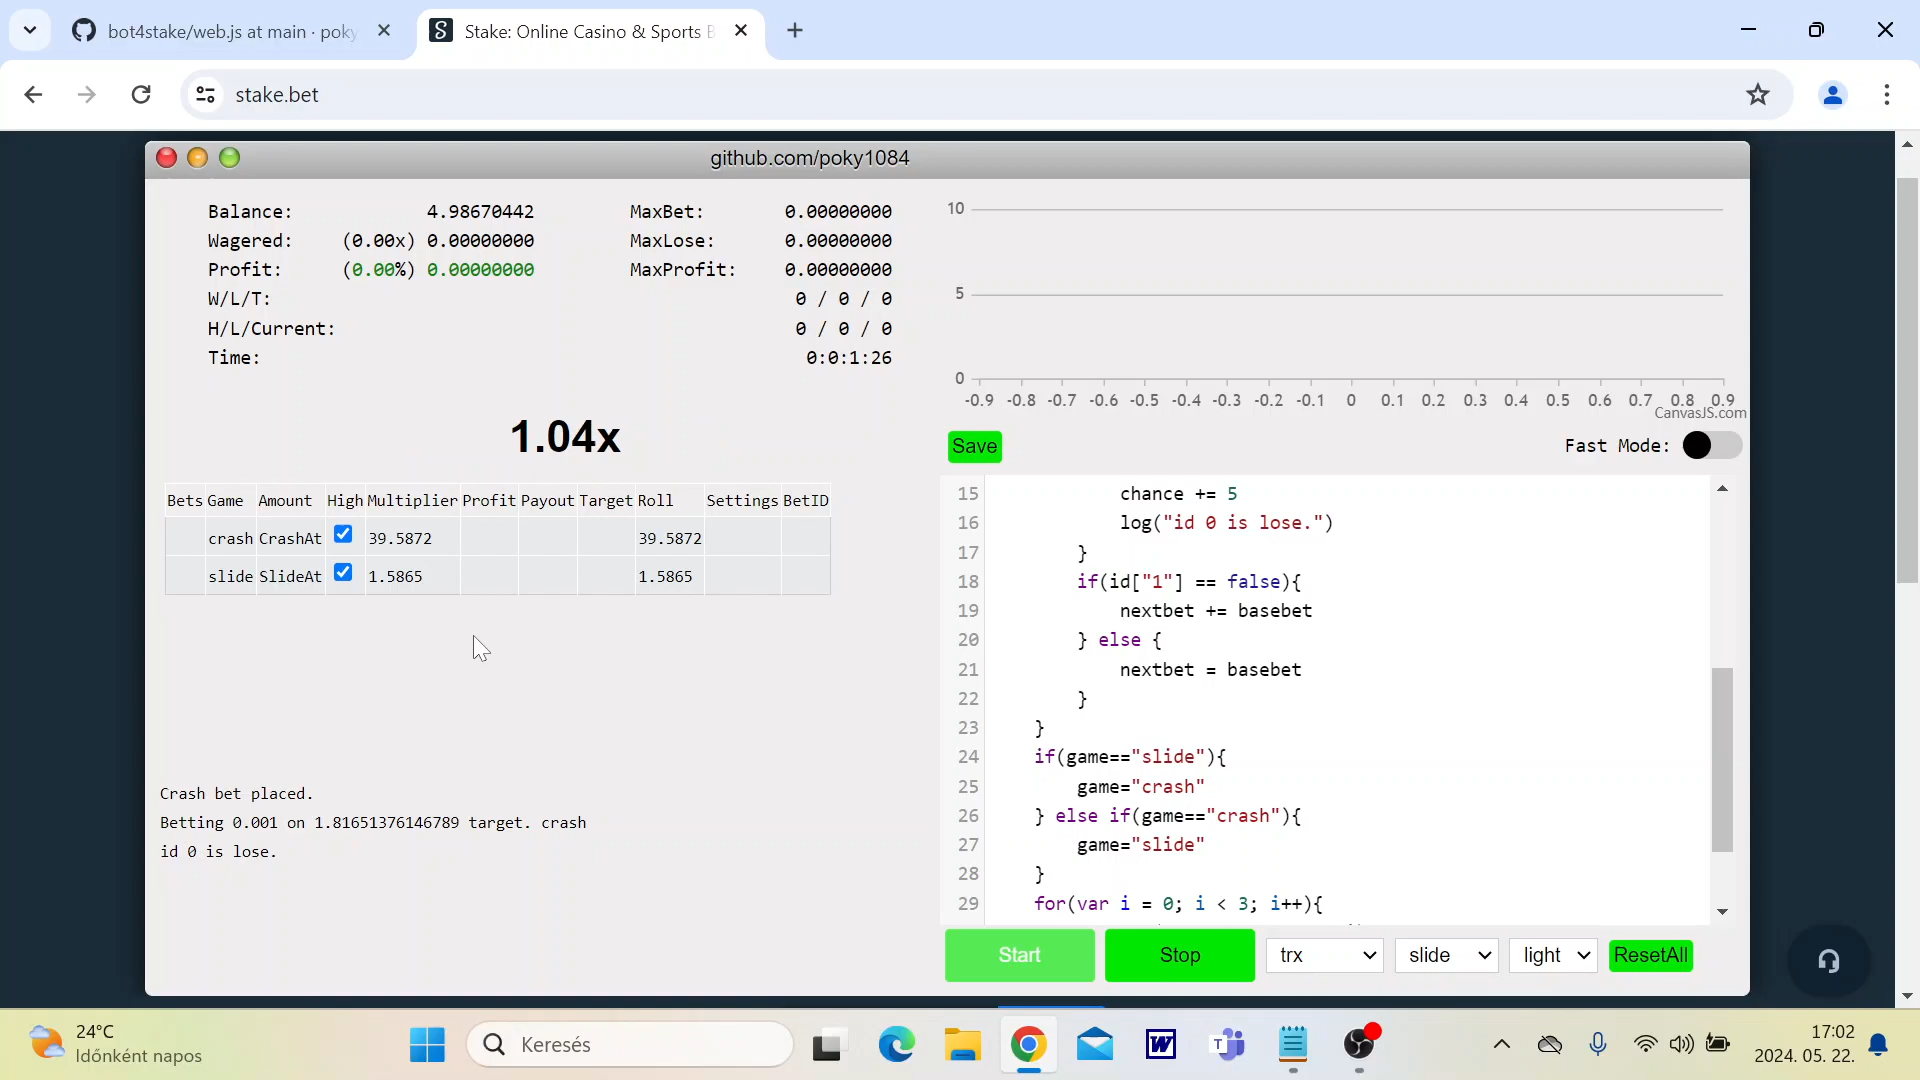 bot4stake/web.js at main · poky
Stake: Online Casino & Sports B
stake.bet
github.com/poky1084
Balance: 4.98670442
MaxBet: 0.00000000
Wagered: (0.00x) 0.00000000
MaxLose: 0.00000000
Profit: (0.00%) 0.00000000
MaxProfit: 0.00000000
W/L/T: 0 / 0 / 0
H/L/Current: 0 / 0 / 0
Time: 0:0:1:26
10
5
0
-0.9 -0.8 -0.7 -0.6 -0.5 -0.4 -0.3 -0.2 -0.1 0 0.1 0.2 0.3 0.4 0.5 0.6 0.7 0.8 0.9
CanvasJS.com
1.04x
Save
Fast Mode:
Bets Game Amount High Multiplier Profit Payout Target Roll Settings BetID
crash CrashAt 39.5872 39.5872
slide SlideAt 1.5865 1.5865
Crash bet placed.
Betting 0.001 on 1.81651376146789 target. crash
id 0 is lose.
15 chance += 5
16 log("id 0 is lose.")
17 }
18 if(id["1"] == false){
19 nextbet += basebet
20 } else {
21 nextbet = basebet
22 }
23 }
24 if(game=="slide"){
25 game="crash"
26 } else if(game=="crash"){
27 game="slide"
28 }
29 for(var i = 0; i < 3; i++){
Start
Stop
trx
slide
light
ResetAll
24°C
Időnként napos
Keresés
17:02
2024. 05. 22.